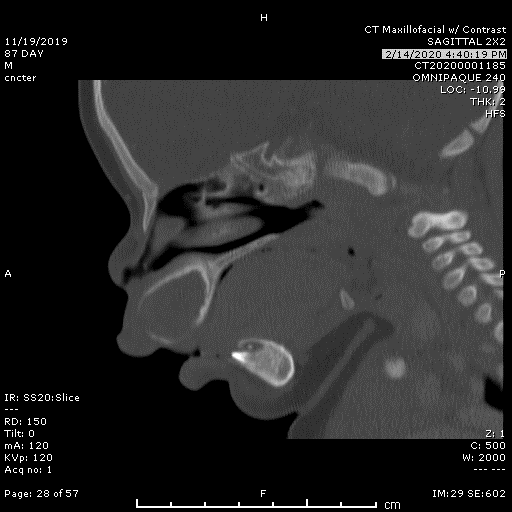 H
11/19/2019
87 DAY
M
cncter
CT Maxillofacial w/ Contrast
SAGITTAL 2X2
2/14/2020 4:40:19 PM
CT20200001185
OMNIPAQUE 240
LOC: -10.99
THK: 2
HFS
A
P
IR: SS20:Slice
---
RD: 150
Tilt: 0
mA: 120
KVp: 120
Acq no: 1
Page: 28 of 57
Z: 1
C: 500
W: 2000
--- ---
IM:29 SE:602
F
cm